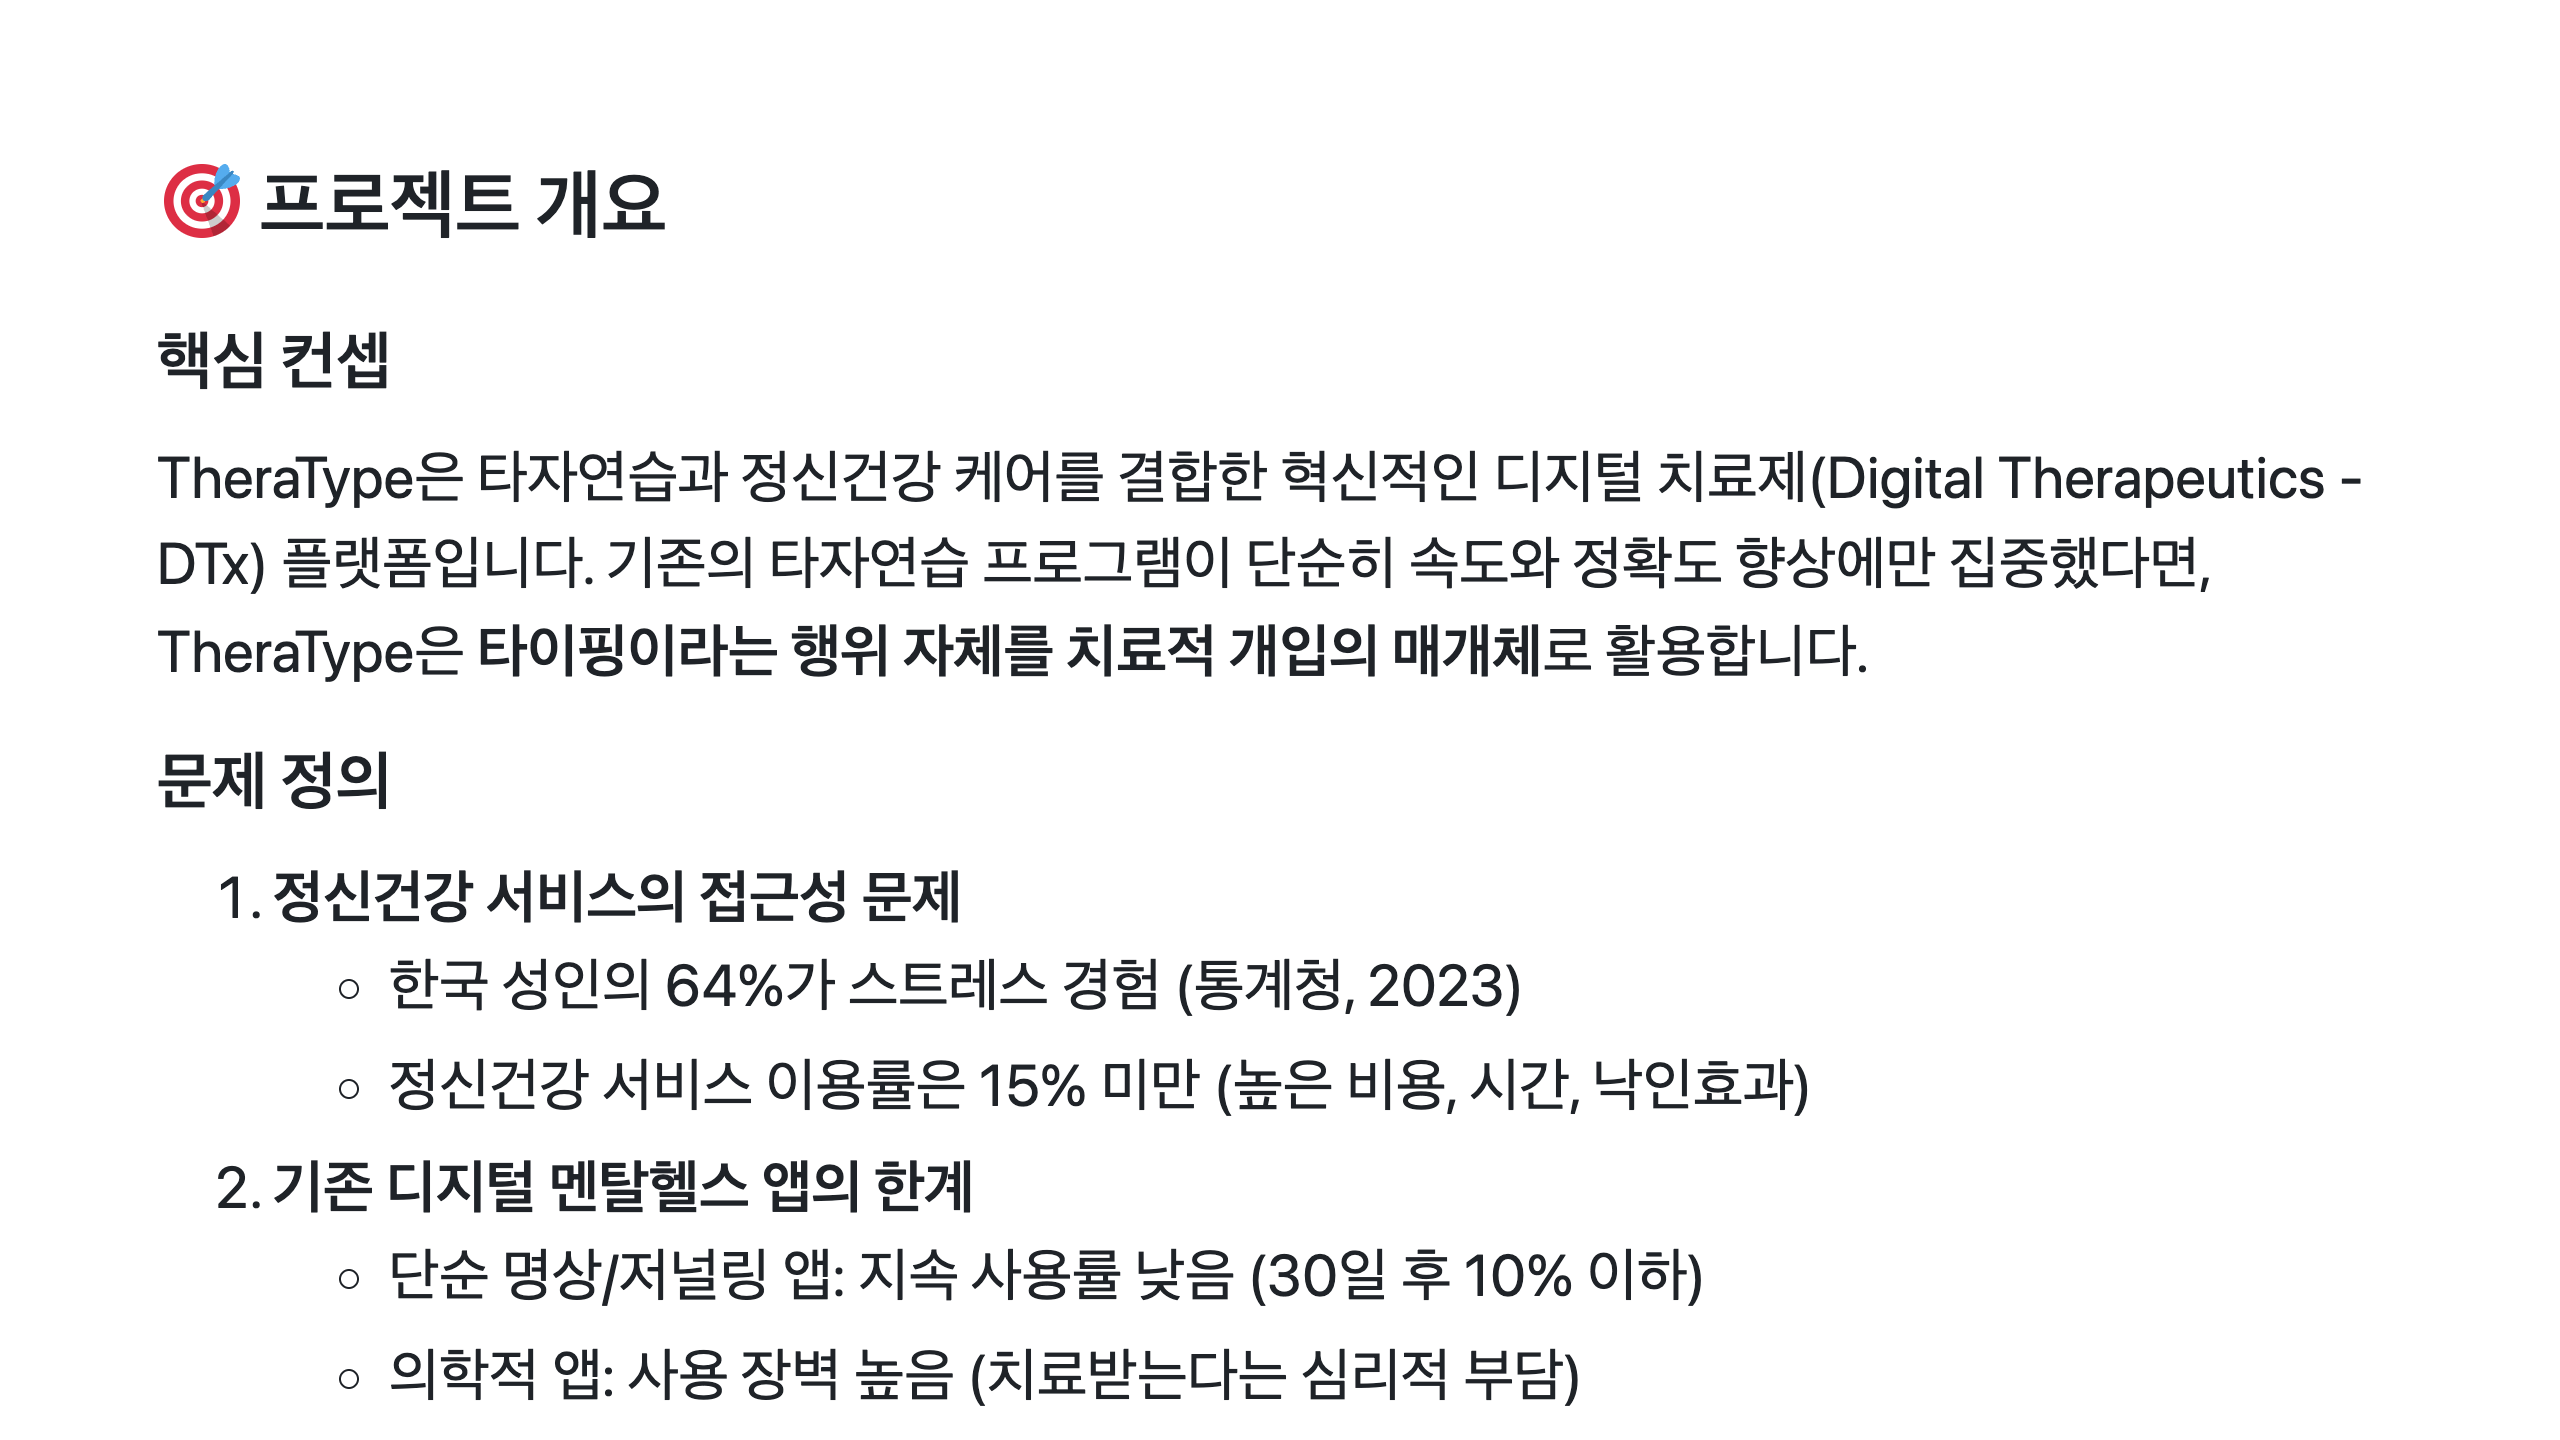 🎯 프로젝트 개요
핵심 컨셉
TheraType은 타자연습과 정신건강 케어를 결합한 혁신적인 디지털 치료제(Digital Therapeutics -
DTx) 플랫폼입니다. 기존의 타자연습 프로그램이 단순히 속도와 정확도 향상에만 집중했다면,
TheraType은 타이핑이라는 행위 자체를 치료적 개입의 매개체로 활용합니다.
문제 정의
1. 정신건강 서비스의 접근성 문제
○ 한국 성인의 64%가 스트레스 경험 (통계청, 2023)
○ 정신건강 서비스 이용률은 15% 미만 (높은 비용, 시간, 낙인효과)
2. 기존 디지털 멘탈헬스 앱의 한계
○ 단순 명상/저널링 앱: 지속 사용률 낮음 (30일 후 10% 이하)
○ 의학적 앱: 사용 장벽 높음 (치료받는다는 심리적 부담)